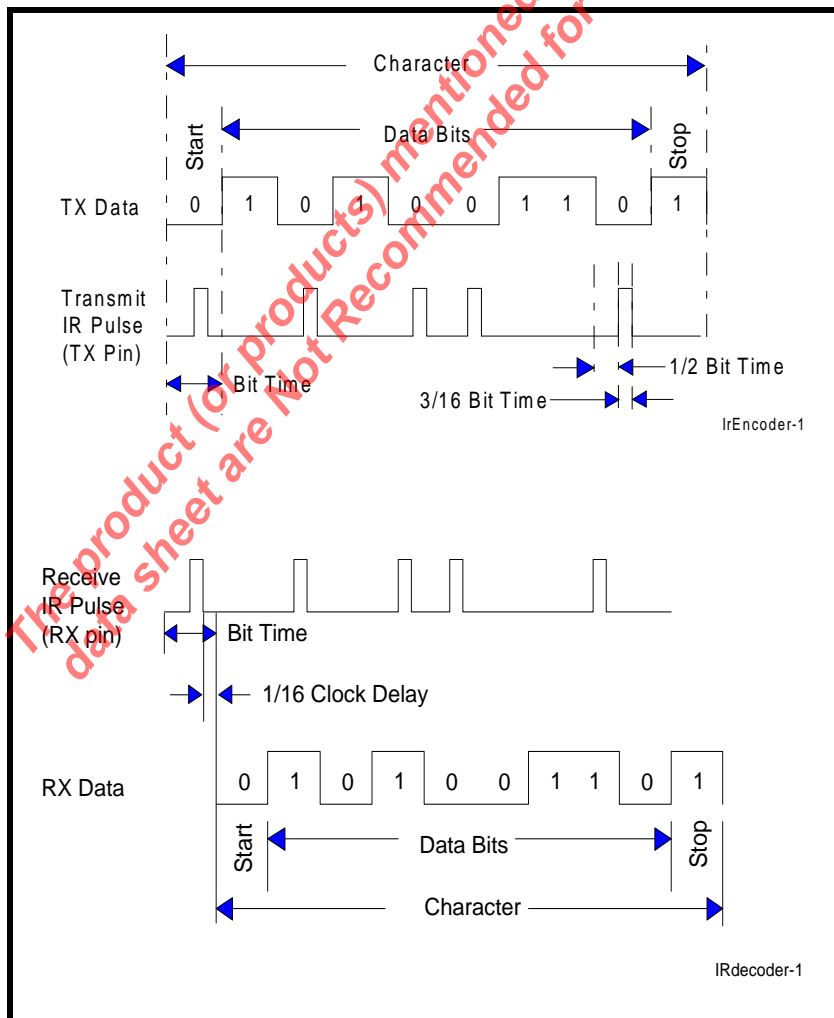 The product (or products) mentioned
data sheet are Not Recommended for
Character
Start
Data Bits
Stop
TX Data
0 1 0 1 0 0 1 1 0 1
Transmit
IR Pulse
(TX Pin)
Bit Time
1/2 Bit Time
3/16 Bit Time
IrEncoder-1
Receive
IR Pulse
(RX pin)
Bit Time
1/16 Clock Delay
RX Data
0 1 0 1 0 0 1 1 0 1
Start
Data Bits
Stop
Character
IRdecoder-1